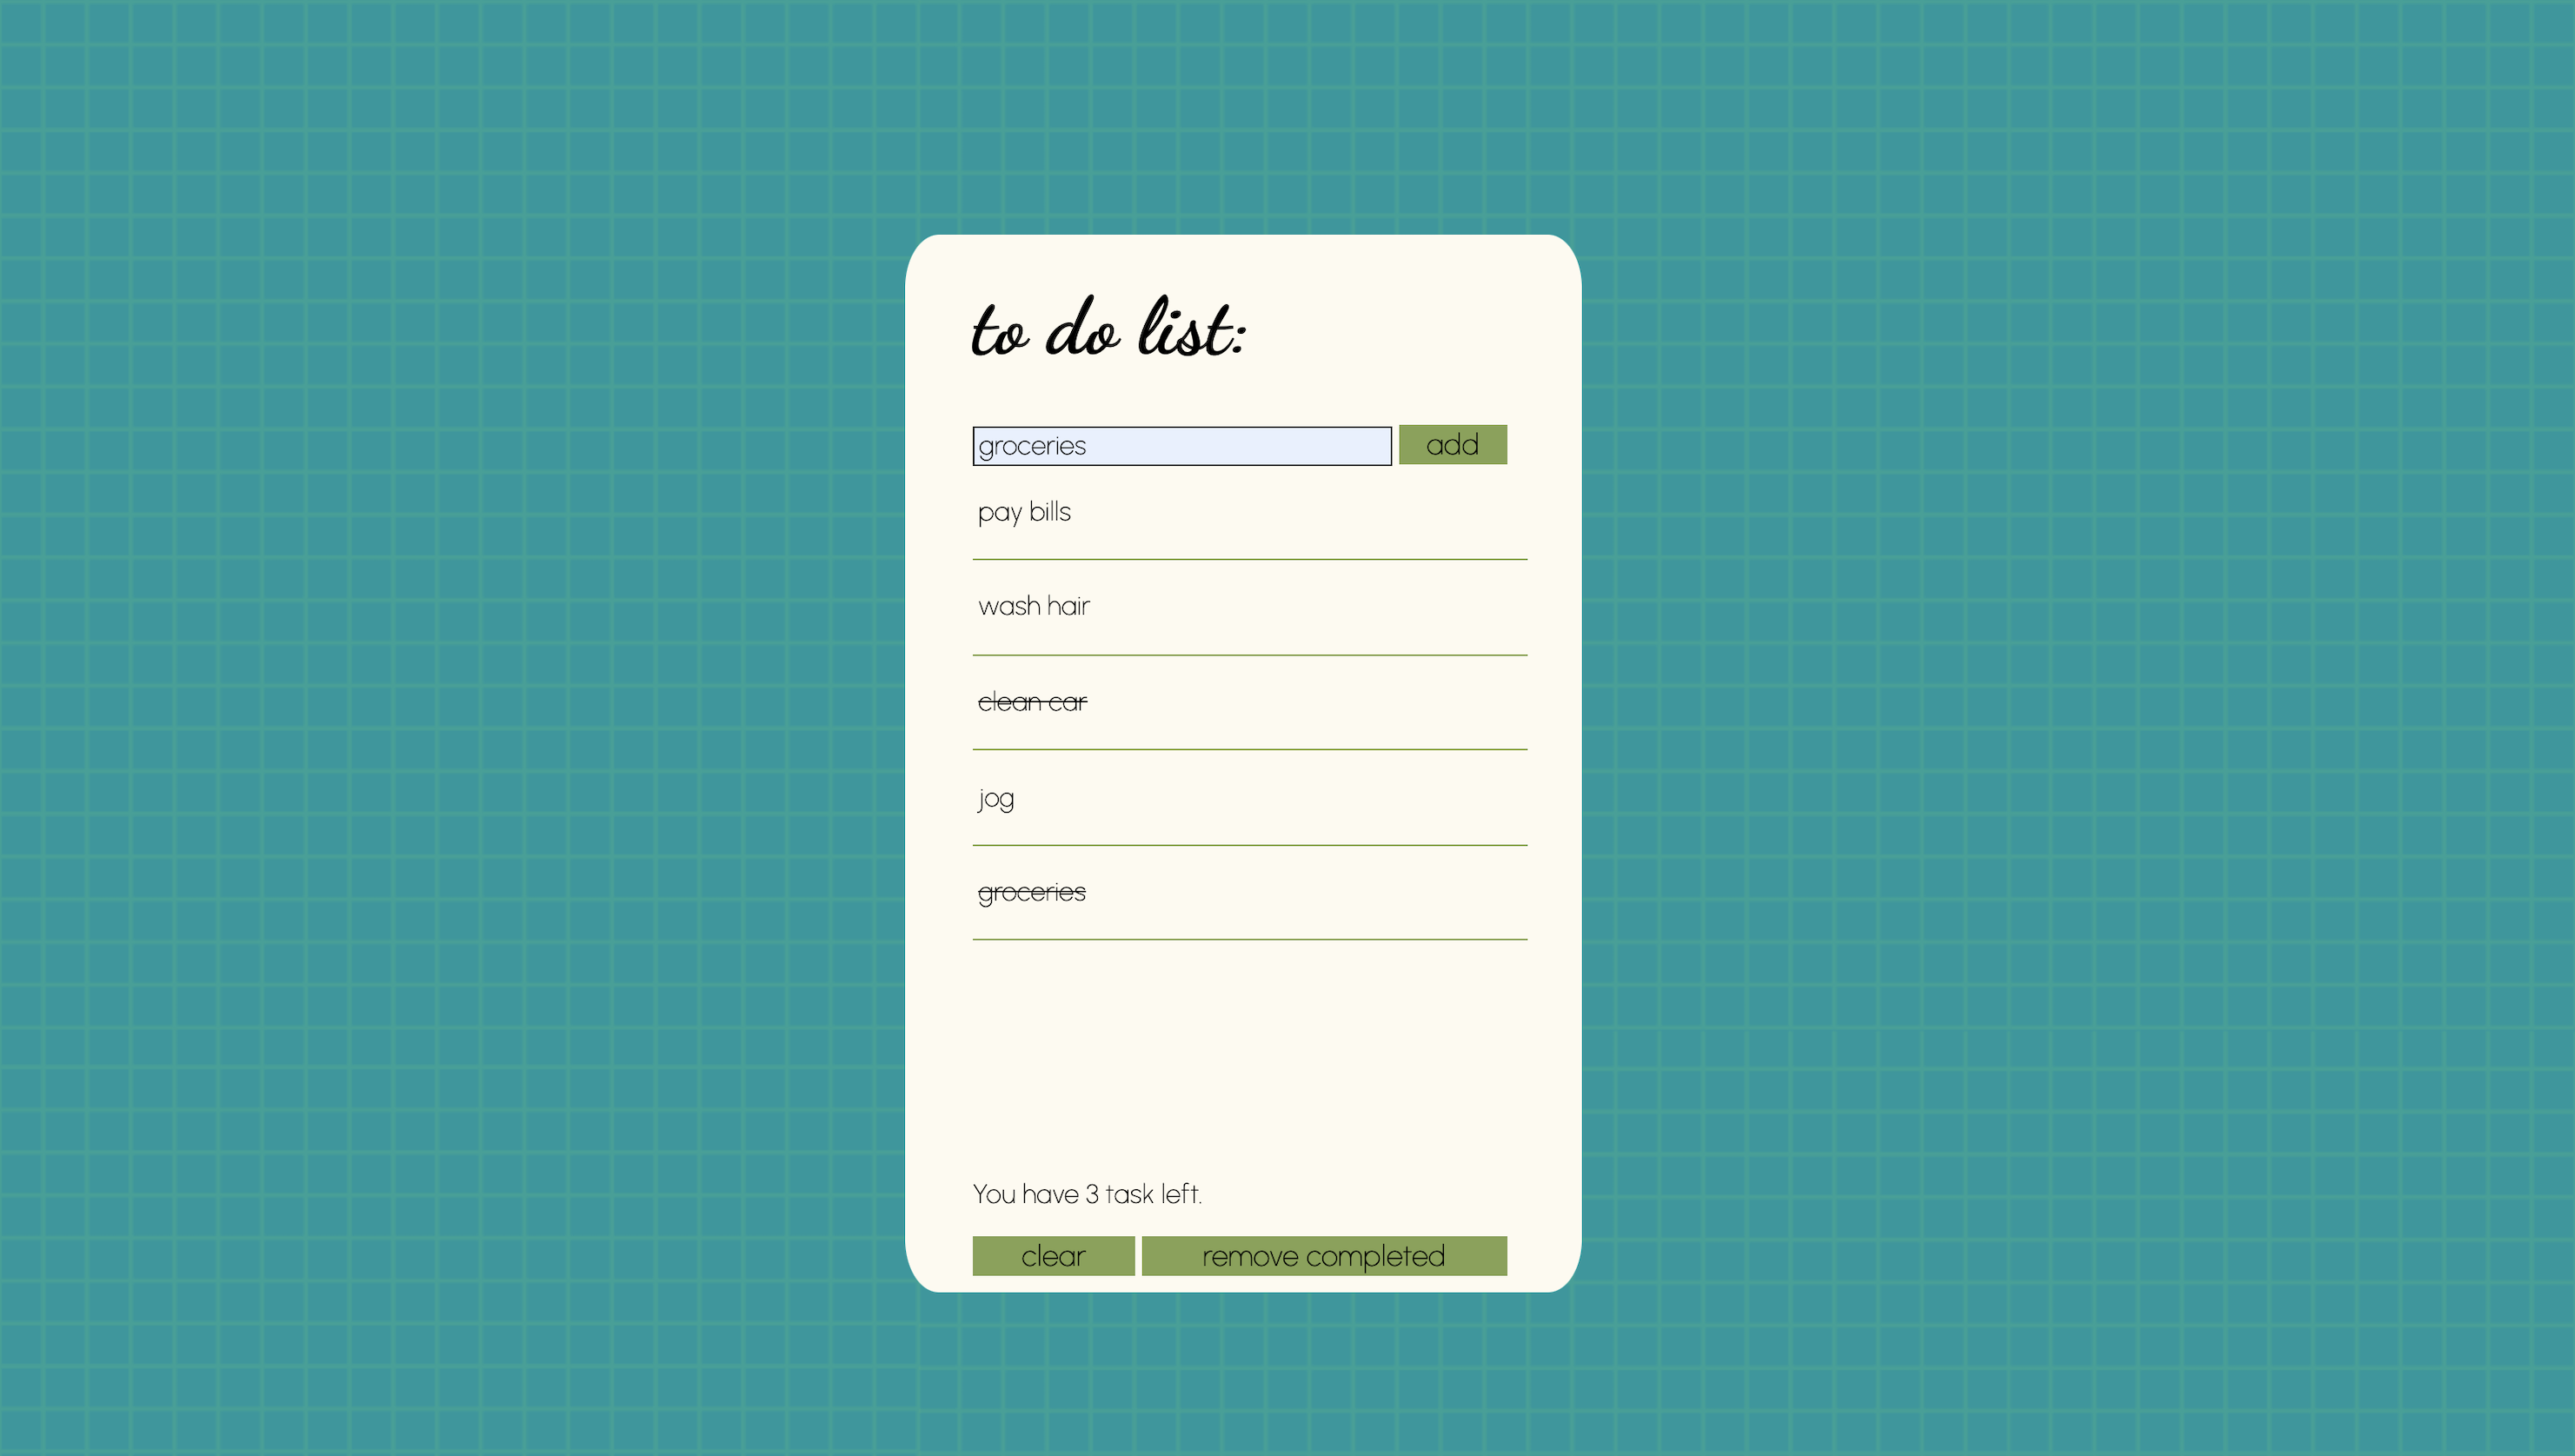 to do list:
groceries add
pay bills
wash hair
clean car
jog
groceries
You have 3 task left.
clear remove completed